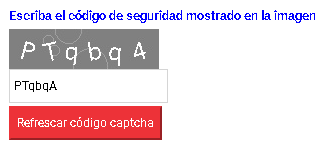 Escriba el código de seguridad mostrado en la imagen
PTqbqA
PTqbqA
Refrescar código captcha